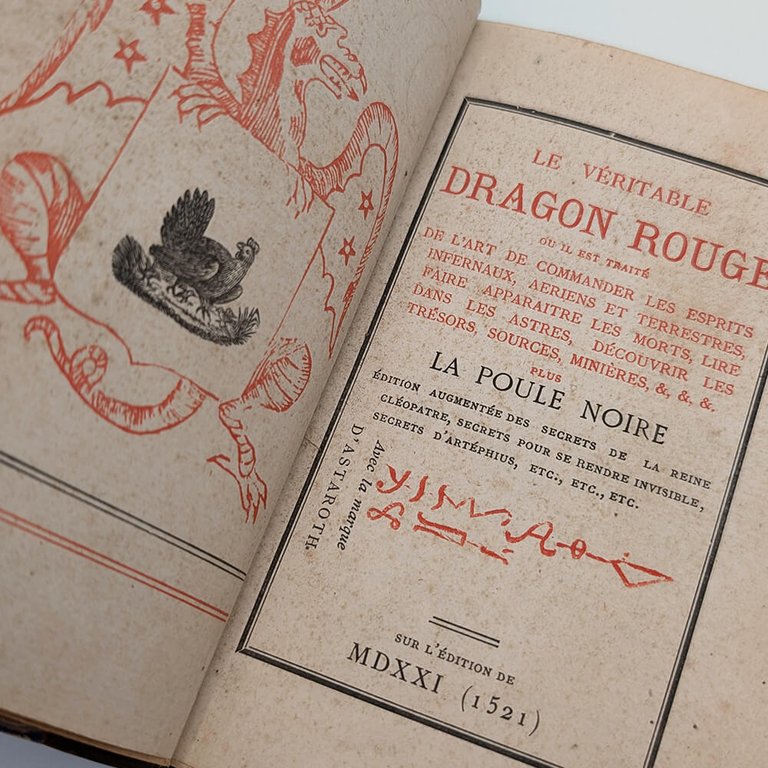 LE VÉRITABLE
DRAGON ROUGE
OU IL EST TRAITÉ
DE L'ART DE COMMANDER LES ESPRITS
INFERNAUX, AERIENS ET TERRESTRES,
FAIRE APPARAITRE LES MORTS, LIRE
DANS LES ASTRES, DÉCOUVRIR LES
TRÉSORS, SOURCES, MINIÈRES, &, &, &.
PLUS
LA POULE NOIRE
ÉDITION AUGMENTÉE DES SECRETS DE LA REINE
CLÉOPATRE, SECRETS POUR SE RENDRE INVISIBLE,
SECRETS D'ARTÉPHIUS, ETC., ETC., ETC.
Avec la marque
D'ASTAROTH.
SUR L'ÉDITION DE
MDXXI (1521)